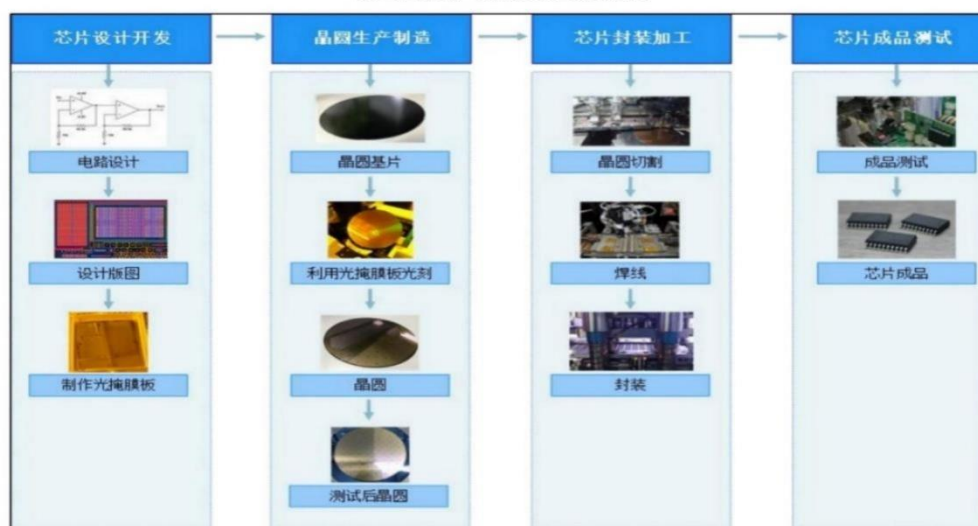 芯片设计开发
晶圆生产制造
芯片封装加工
芯片成品测试
电路设计
设计版图
制作光掩膜板
晶圆基片
利用光掩膜板光刻
晶圆
测试后晶圆
晶圆切割
焊线
封装
成品测试
芯片成品